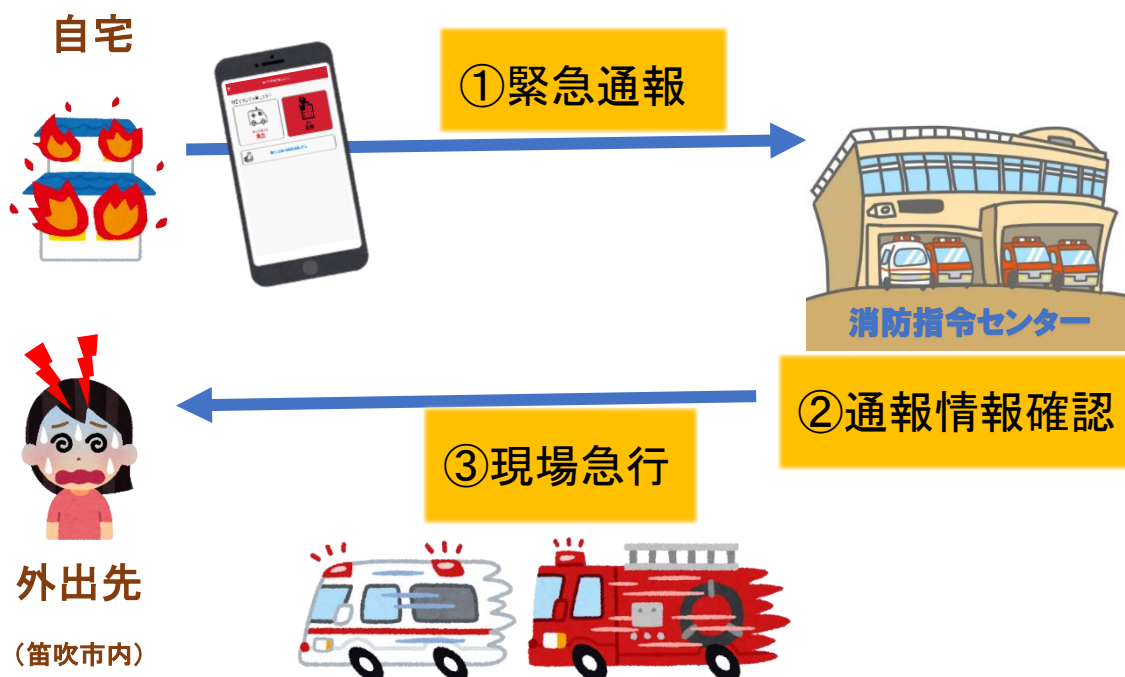 自宅
①緊急通報
消防指令センター
②通報情報確認
③現場急行
外出先
（笛吹市内）